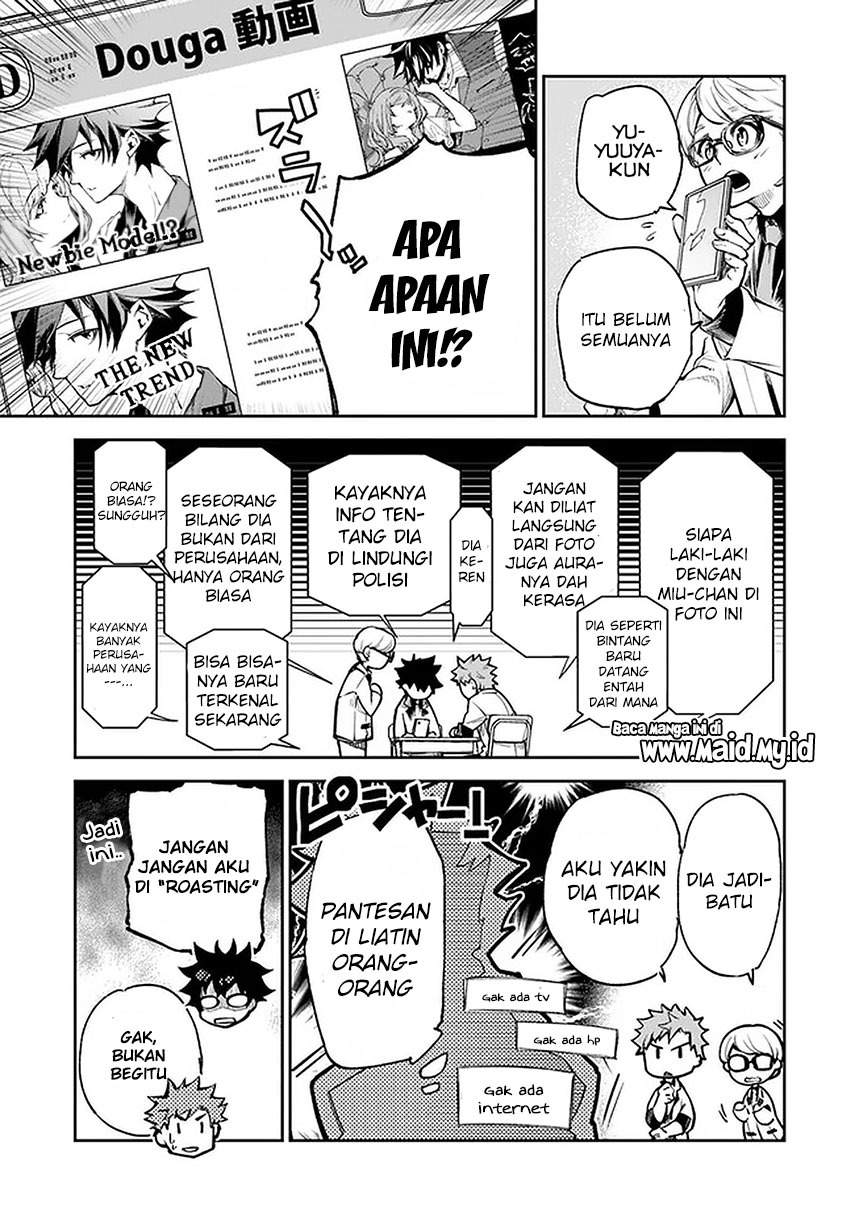 YU-
YUUYA-
KUN
ITU BELUM
SEMUANYA
Douga 動画
D
Newbie Model!?
THE NEW
TREND
ズラーッ
APA
APAAN
INI!?
SIAPA
LAKI-LAKI
DENGAN
MIU-CHAN DI
FOTO INI
JANGAN
KAN DILIAT
LANGSUNG
DARI FOTO
JUGA AURA-
NYA DAH
KERASA
DIA SEPERTI
BINTANG
BARU
DATANG
ENTAH
DARI MANA
DIA
KE-
REN
KAYAKNYA
INFO TEN-
TANG DIA
DI LINDUNGI
POLISI
SESEORANG
BILANG DIA
BUKAN DARI
PERUSAHAAN,
HANYA ORANG
BIASA
BISA BISA-
NYA BARU
TERKENAL
SEKARANG
ORANG
BIASA!?
SUNGGUH?
KAYAKNYA
BANYAK
PERUSA-
HAAN YANG
---...
Baca Manga ini di
www.Maid.My.id
DIA JADI-
BATU
AKU YAKIN
DIA TIDAK
TAHU
ピシャーー!
PANTESAN
DI LIATIN
ORANG-
ORANG
Gak ada tv
Gak ada hp
Gak ada
internet
Jadi
ini..
JANGAN
JANGAN AKU
DI "ROASTING"
GAK,
BUKAN
BEGITU